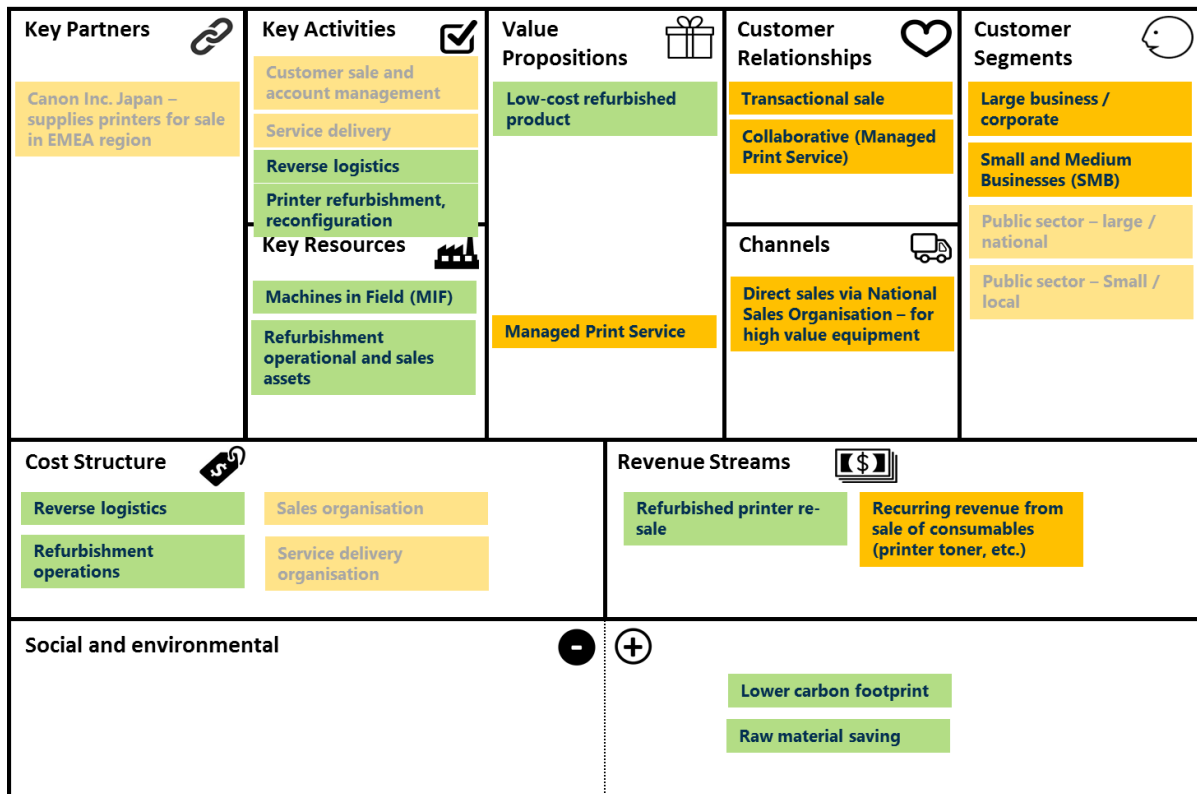 Key Partners
Canon Inc. Japan –
supplies printers for sale
in EMEA region
Key Activities
Customer sale and
account management
Service delivery
Reverse logistics
Printer refurbishment,
reconfiguration
Key Resources
Machines in Field (MIF)
Refurbishment
operational and sales
assets
Value
Propositions
Low-cost refurbished
product
Managed Print Service
Customer
Relationships
Transactional sale
Collaborative (Managed
Print Service)
Channels
Direct sales via National
Sales Organisation – for
high value equipment
Customer
Segments
Large business /
corporate
Small and Medium
Businesses (SMB)
Public sector – large /
national
Public sector – Small /
local
Cost Structure
$
Reverse logistics
Refurbishment
operations
Sales organisation
Service delivery
organisation
Revenue Streams
$
Refurbished printer re-
sale
Recurring revenue from
sale of consumables
(printer toner, etc.)
Social and environmental
-
+
Lower carbon footprint
Raw material saving